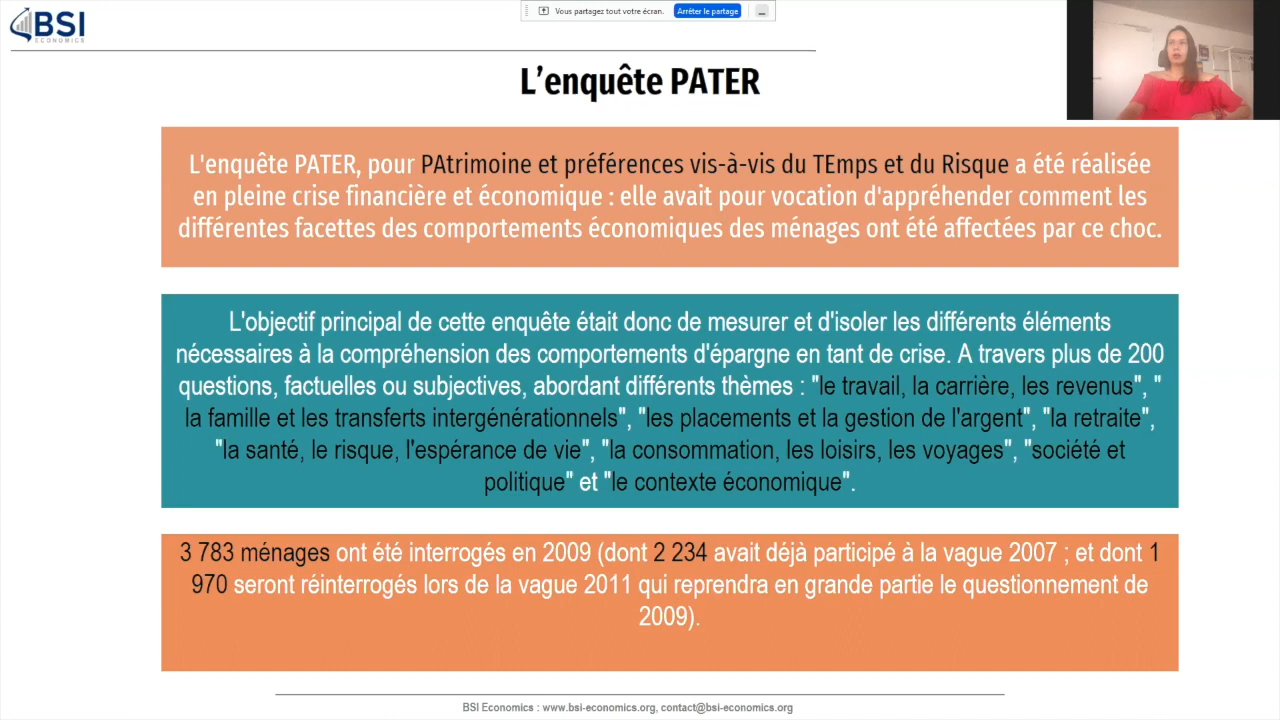 BSI
ECONOMICS
Vous partagez tout votre écran.
Arrêter le partage
L'enquête PATER
L'enquête PATER, pour PAtrimoine et préférences vis-à-vis du TEmps et du Risque a été réalisée
en pleine crise financière et économique : elle avait pour vocation d'appréhender comment les
différentes facettes des comportements économiques des ménages ont été affectées par ce choc.
L'objectif principal de cette enquête était donc de mesurer et d'isoler les différents éléments
nécessaires à la compréhension des comportements d'épargne en tant de crise. A travers plus de 200
questions, factuelles ou subjectives, abordant différents thèmes : "le travail, la carrière, les revenus", "
la famille et les transferts intergénérationnels", "les placements et la gestion de l'argent", "la retraite",
"la santé, le risque, l'espérance de vie", "la consommation, les loisirs, les voyages", "société et
politique" et "le contexte économique".
3 783 ménages ont été interrogés en 2009 (dont 2 234 avait déjà participé à la vague 2007 ; et dont 1
970 seront réinterrogés lors de la vague 2011 qui reprendra en grande partie le questionnement de
2009).
BSI Economics : www.bsi-economics.org, contact@bsi-economics.org